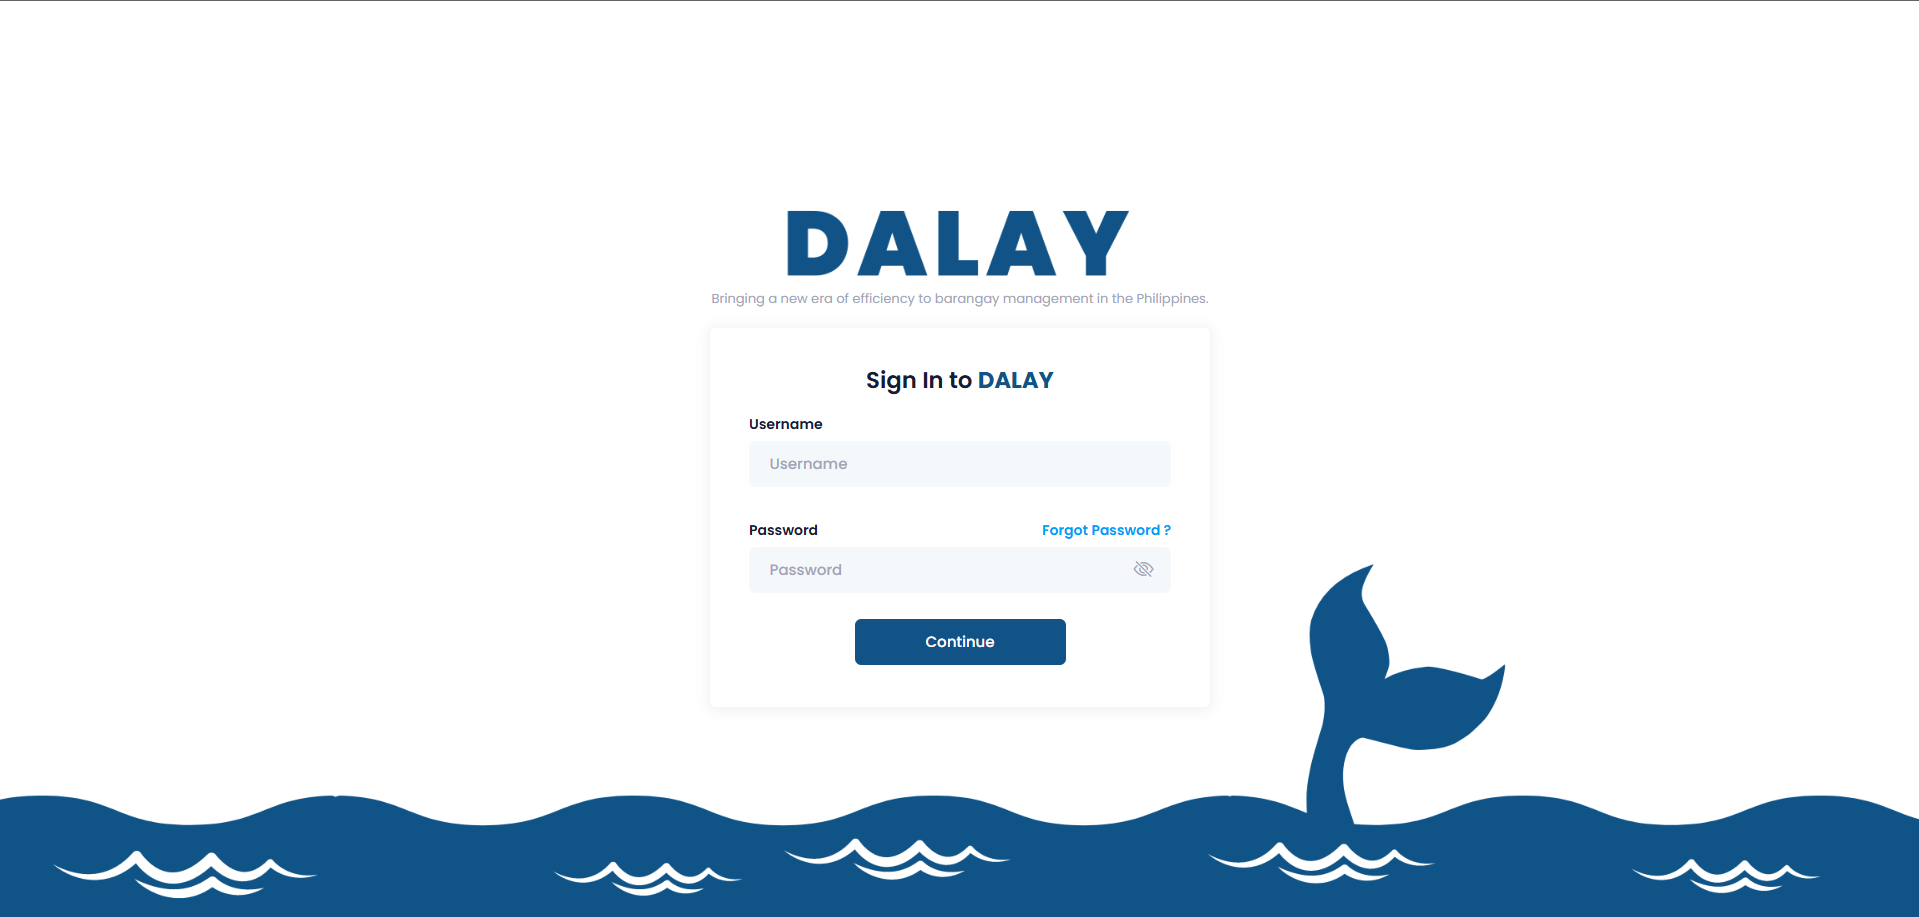 DALAY
Bringing a new era of efficiency to barangay management in the Philippines.
Sign In to DALAY
Username
Username
Password
Forgot Password ?
Password
Continue